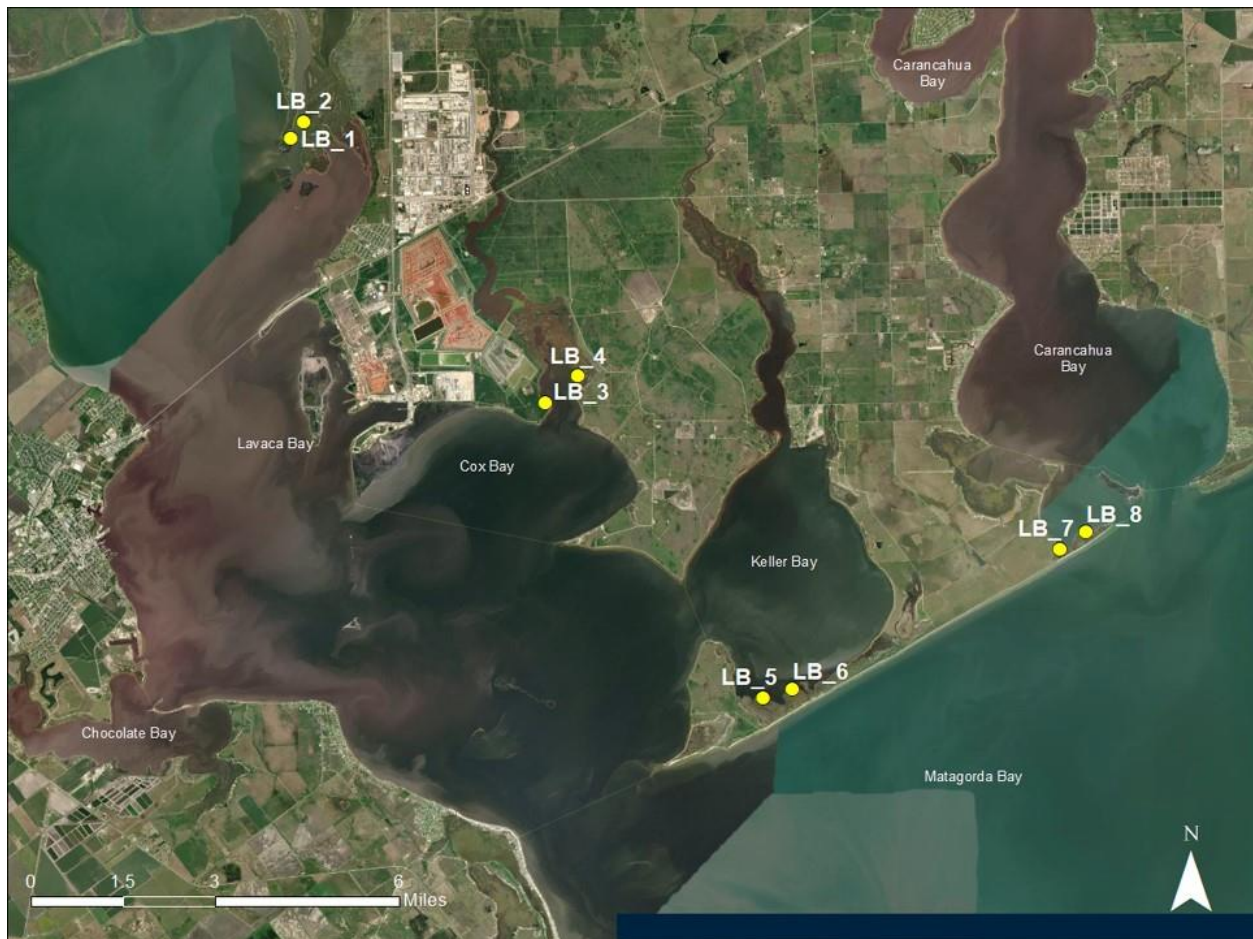 Carancahua
Bay
LB_2
LB_1
Carancahua
Bay
LB_4
LB_3
Lavaca Bay
Cox Bay
LB_8
LB_7
Keller Bay
LB_5
LB_6
Chocolate Bay
Matagorda Bay
N
0 1.5 3 6
Miles